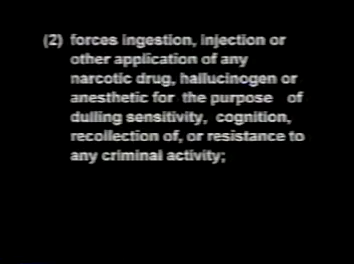 (2) forces ingestion, injection or
other application of any
narcotic drug, hallucinogen or
anesthetic for the purpose of
dulling sensitivity, cognition,
recollection of, or resistance to
any criminal activity;